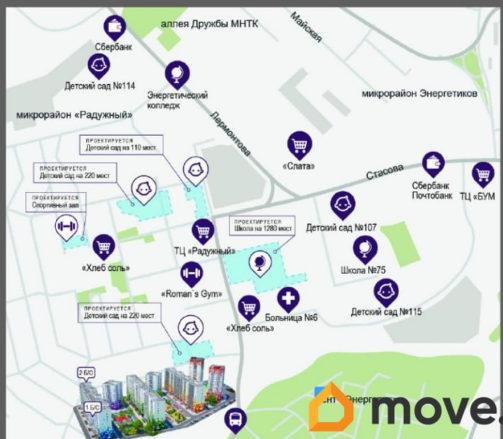 аллея Дружбы МНТК
Майская
Сбербанк
Детский сад №114
Энергетический
колледж
микрорайон Энергетиков
микрорайон «Радужный»
Лермонтова
ПРОЕКТИРУЕТСЯ
Детский сад на 110 мест
«Слата»
Стасова
ПРОЕКТИРУЕТСЯ
Детский сад на 220 мест
Сбербанк
Почтобанк
ТЦ «БУМ»
ПРОЕКТИРУЕТСЯ
Спортивный зал
ПРОЕКТИРУЕТСЯ
Школа на 1280 мест
Детский сад №107
«Хлеб соль»
ТЦ «Радужный»
Школа №75
«Roman`s Gym»
«Хлеб соль»
Больница №6
Детский сад №115
ПРОЕКТИРУЕТСЯ
Детский сад на 220 мест
2 Б/С
1 Б/С
move